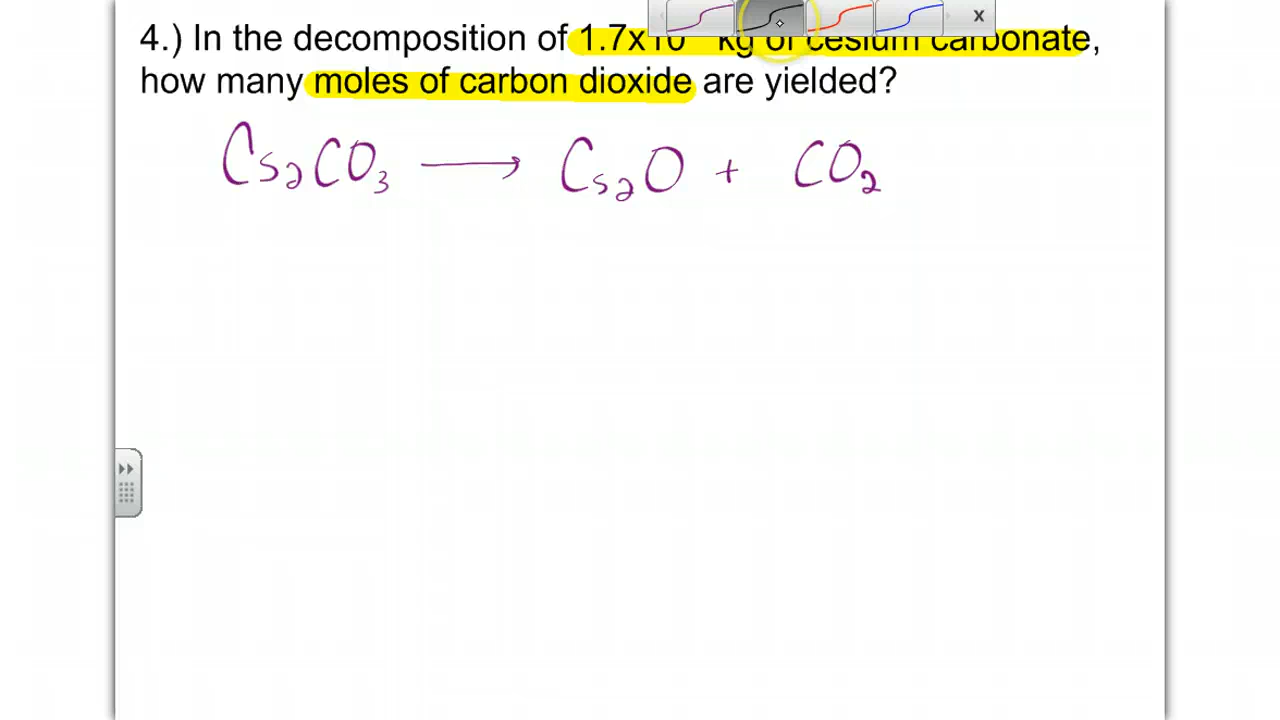 4.) In the decomposition of 1.7x10 kg of cesium carbonate,
how many moles of carbon dioxide are yielded?
Cs₂CO₃ → Cs₂O + CO₂